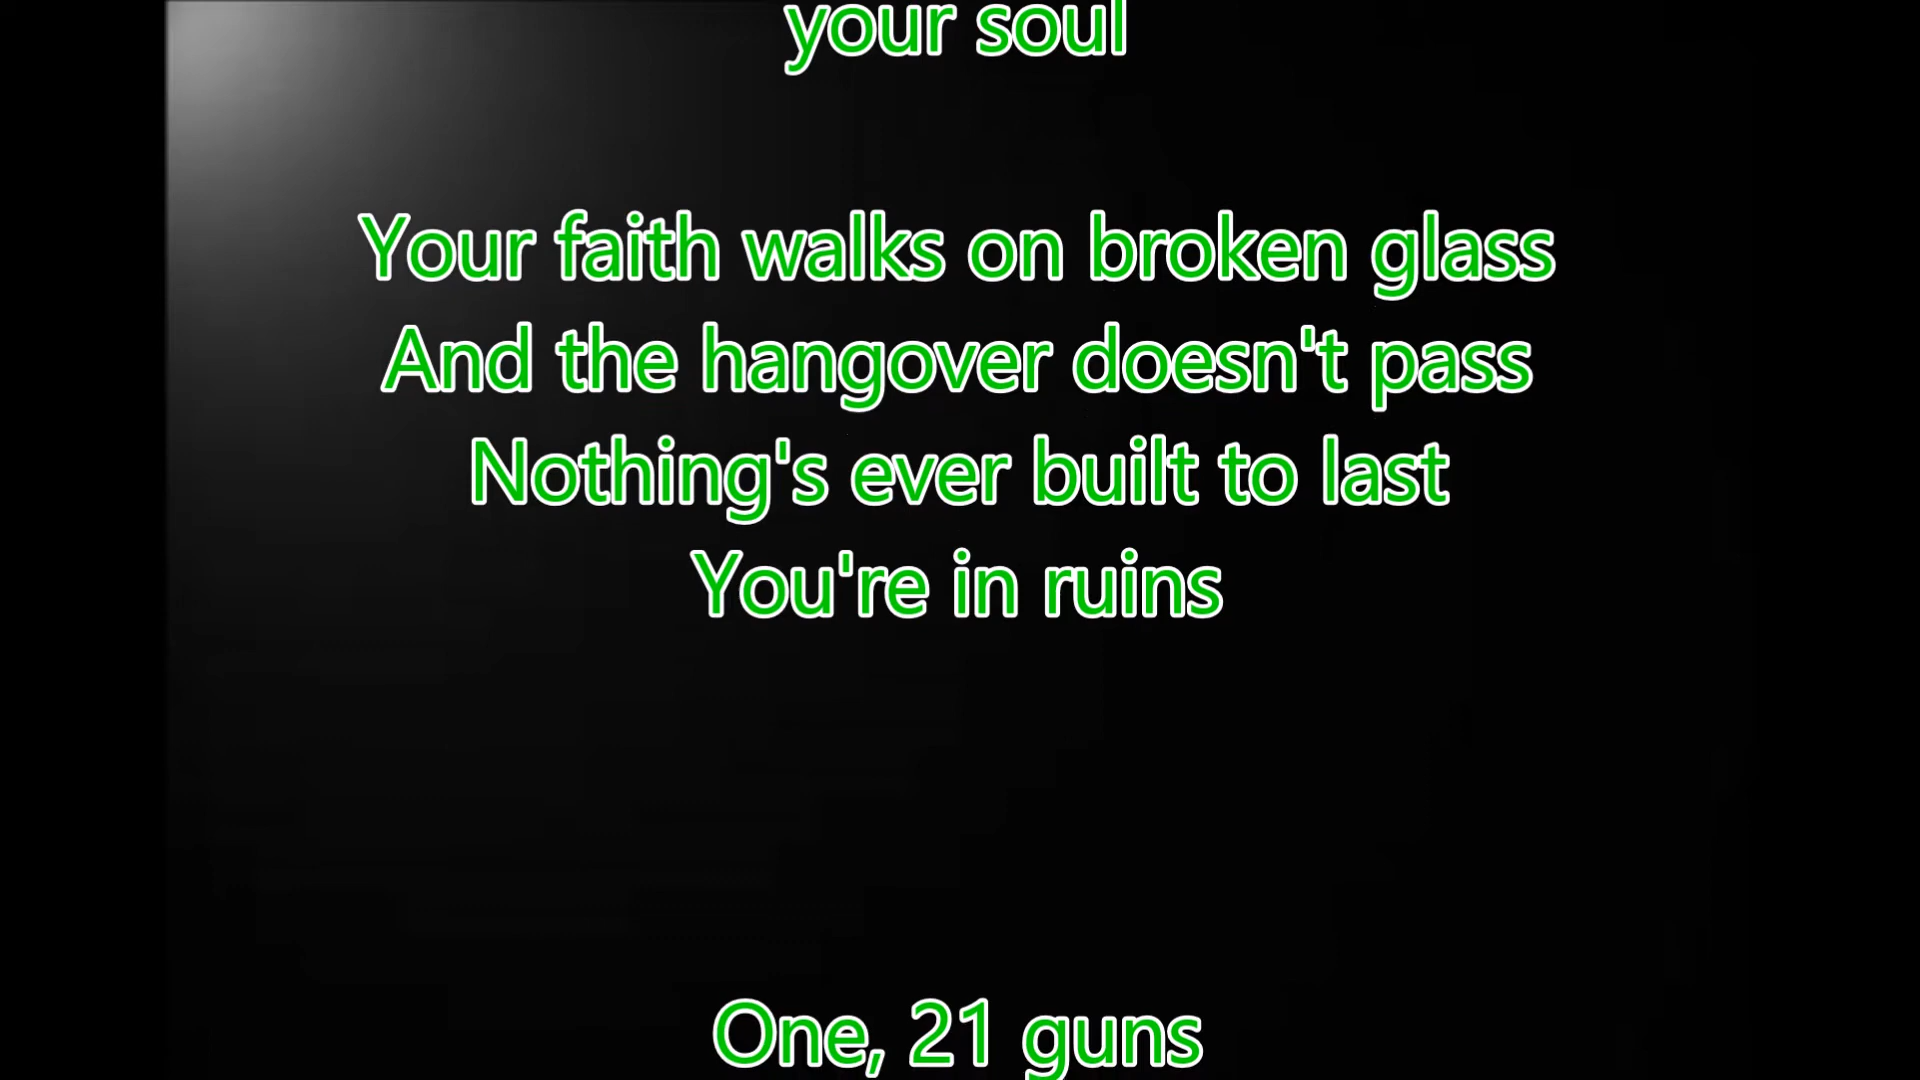 your soul
Your faith walks on broken glass
And the hangover doesn't pass
Nothing's ever built to last
You're in ruins
One, 21 guns